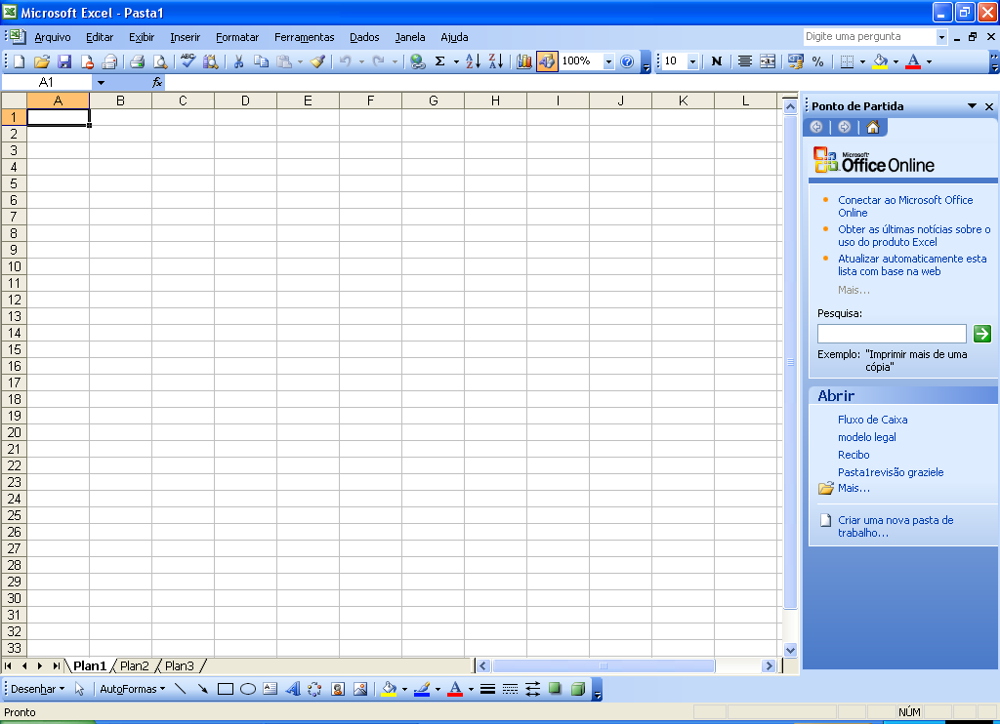 Microsoft Excel - Pasta1
Arquivo Editar Exibir Inserir Formatar Ferramentas Dados Janela Ajuda Digite uma pergunta
ABC Σ A Z Z A 100% ? 10 N % A
A1 fx
A B C D E F G H I J K L
1
2
3
4
5
6
7
8
9
10
11
12
13
14
15
16
17
18
19
20
21
22
23
24
25
26
27
28
29
30
31
32
33
Plan1 Plan2 Plan3
Ponto de Partida
Microsoft
Office Online
Conectar ao Microsoft Office
Online
Obter as últimas notícias sobre o
uso do produto Excel
Atualizar automaticamente esta
lista com base na web
Mais...
Pesquisa:
Exemplo: "Imprimir mais de uma
cópia"
Abrir
Fluxo de Caixa
modelo legal
Recibo
Pasta1revisão graziele
Mais...
Criar uma nova pasta de
trabalho...
Desenhar AutoFormas A A A
Pronto NÚM